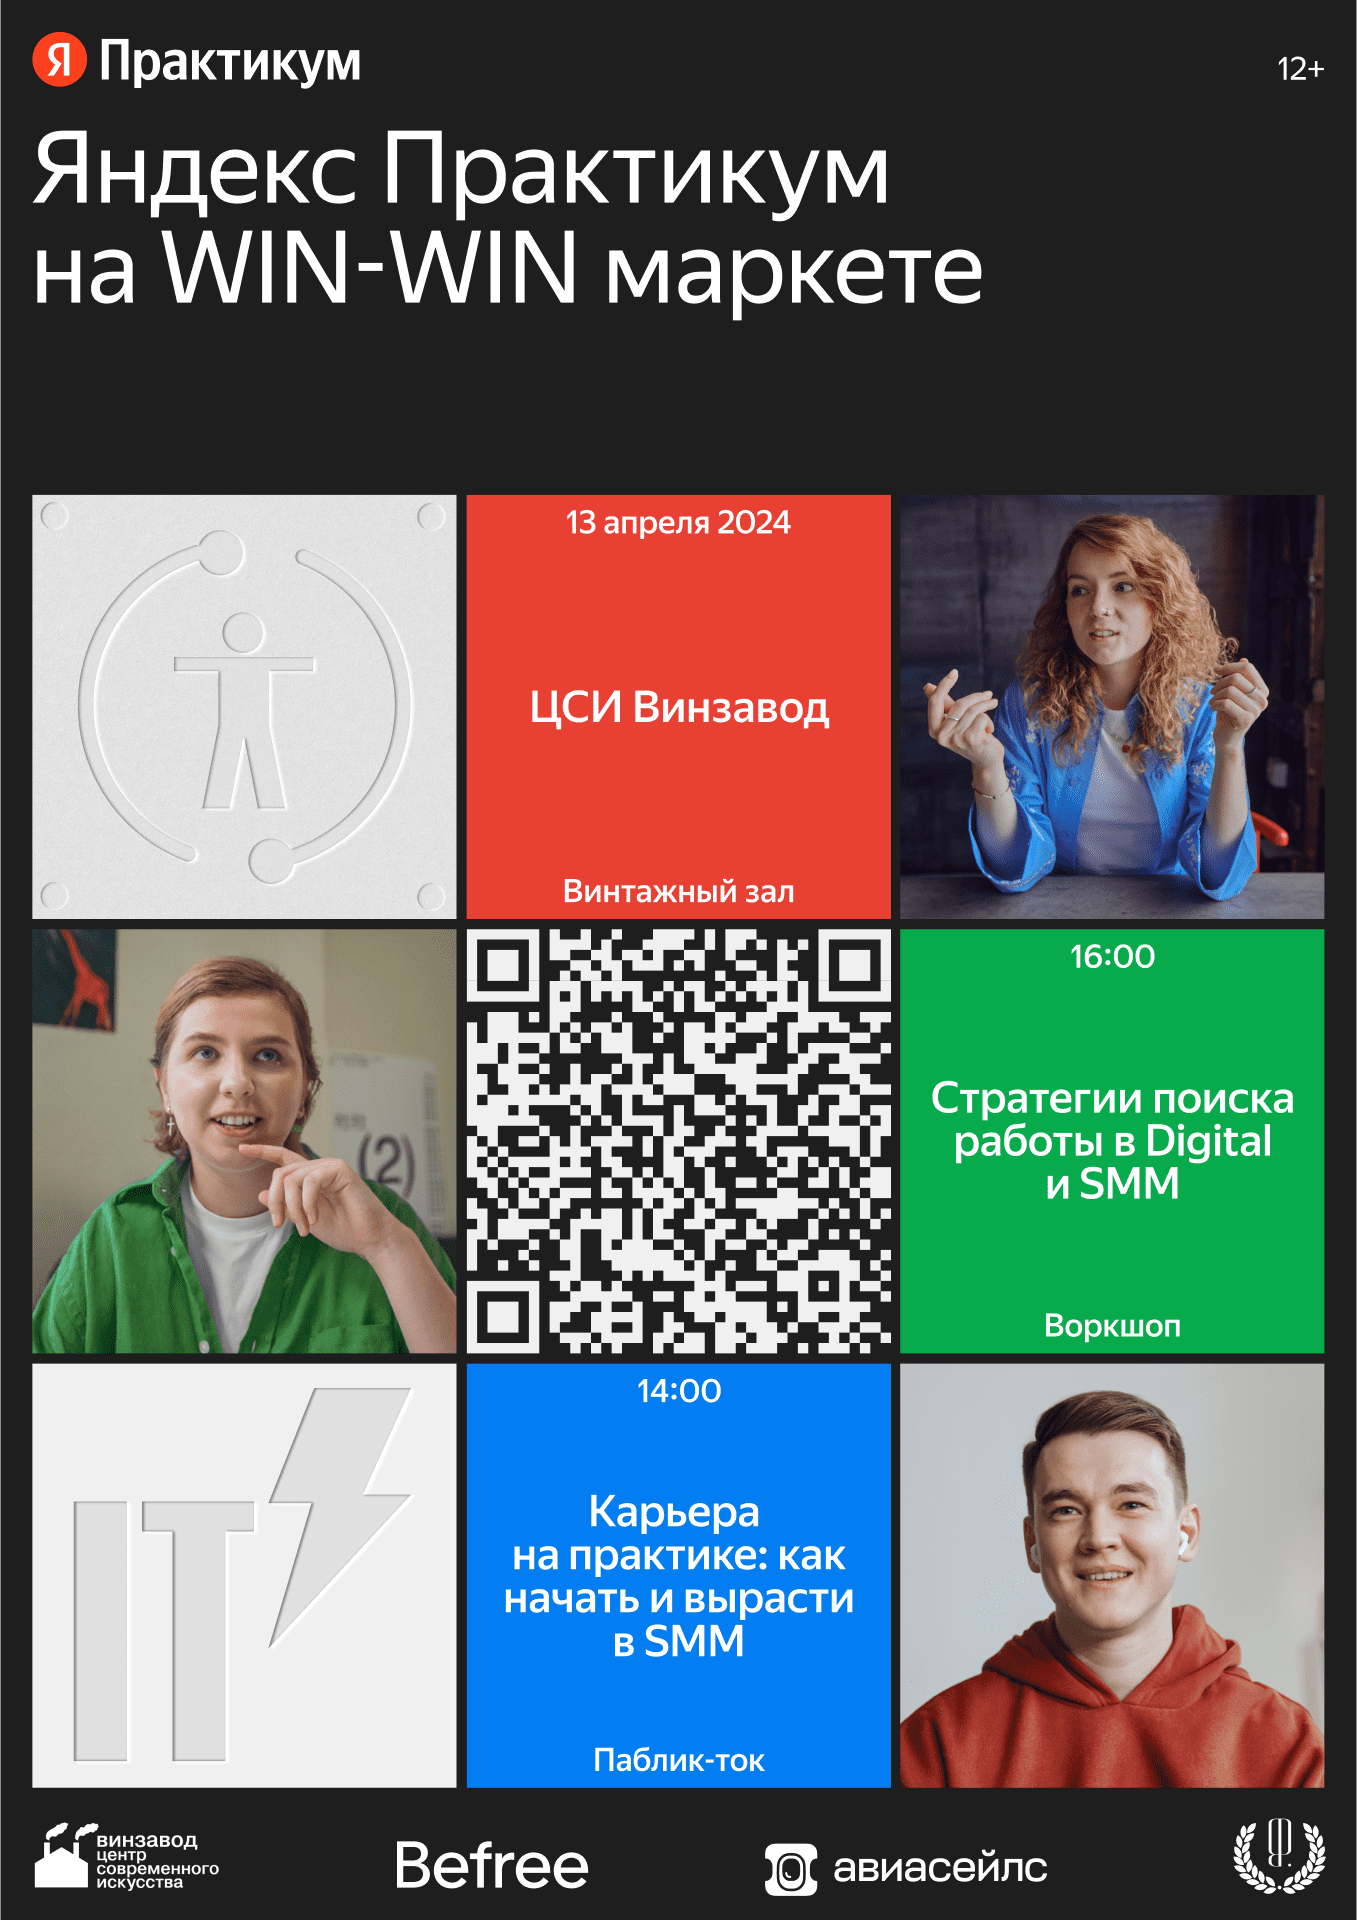 Я Практикум
12+
Яндекс Практикум
на WIN-WIN маркете
13 апреля 2024
ЦСИ Винзавод
Винтажный зал
(2)
16:00
Стратегии поиска
работы в Digital
и SMM
Воркшоп
IT
14:00
Карьера
на практике: как
начать и вырасти
в SMM
Паблик-ток
винзавод
центр
современного
искусства
Befree
авиасейлс